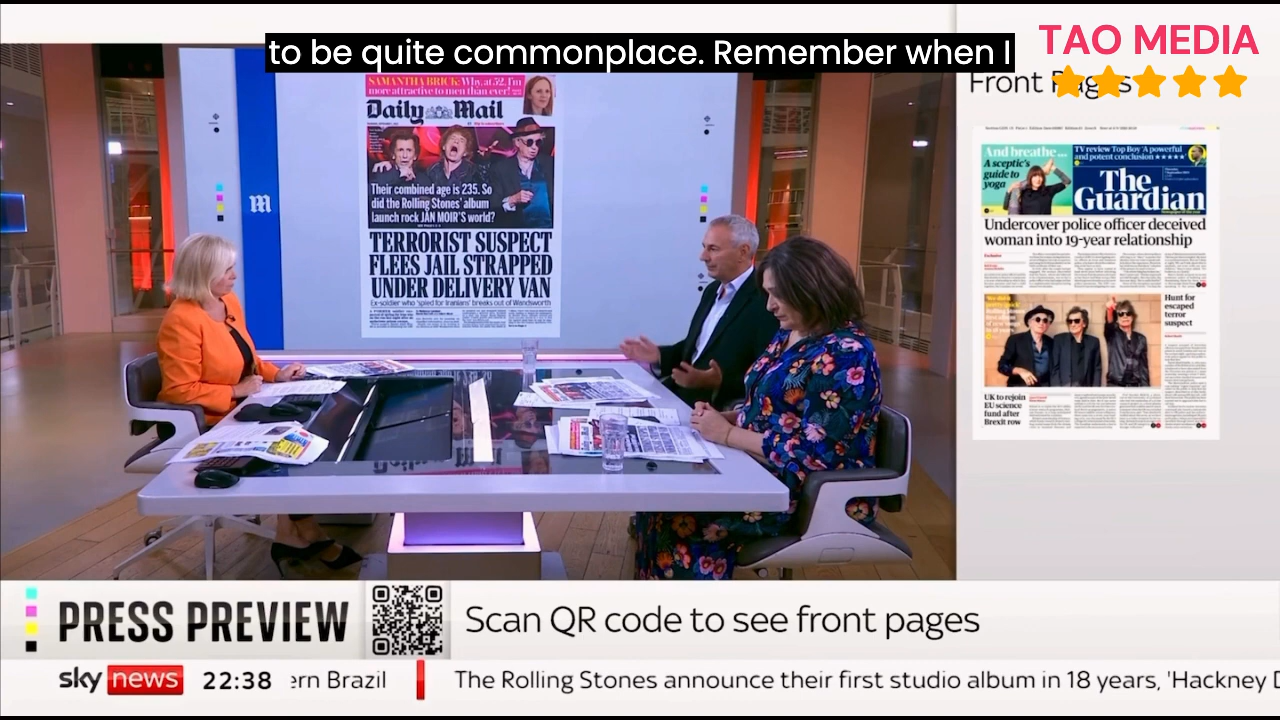 to be quite commonplace. Remember when I
TAO MEDIA
Front Pages
SAMANTHA BRICK: Why, at 52, I'm
more attractive to men than ever!
Daily Mail
Their combined age is 235. So
did the Rolling Stones' album
launch rock JAN MOIR'S world?
TERRORIST SUSPECT
FLEES JAIL STRAPPED
UNDER DELIVERY VAN
Ex-soldier who 'spied for Iranians' breaks out of Wandsworth
m
And breathe ...
A sceptic's
guide to
yoga
TV review Top Boy 'A powerful
and potent conclusion ★★★★★'
The
Guardian
Undercover police officer deceived
woman into 19-year relationship
Hunt for
escaped
terror
suspect
UK to rejoin
EU science
fund after
Brexit row
Daily Mail
PRESS PREVIEW
Scan QR code to see front pages
sky news 22:38 ern Brazil
The Rolling Stones announce their first studio album in 18 years, 'Hackney D